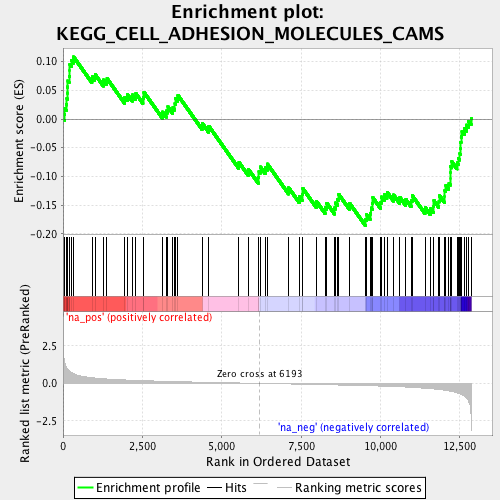 Enrichment plot:
KEGG_CELL_ADHESION_MOLECULES_CAMS
Enrichment score (ES)
0.10
0.05
0.00
-0.05
-0.10
-0.15
-0.20
'na_pos' (positively correlated)
Ranked list metric (PreRanked)
2.5
0.0
-2.5
Zero cross at 6193
'na_neg' (negatively correlated)
0
2,500
5,000
7,500
10,000
12,500
Rank in Ordered Dataset
Enrichment profile
Hits
Ranking metric scores